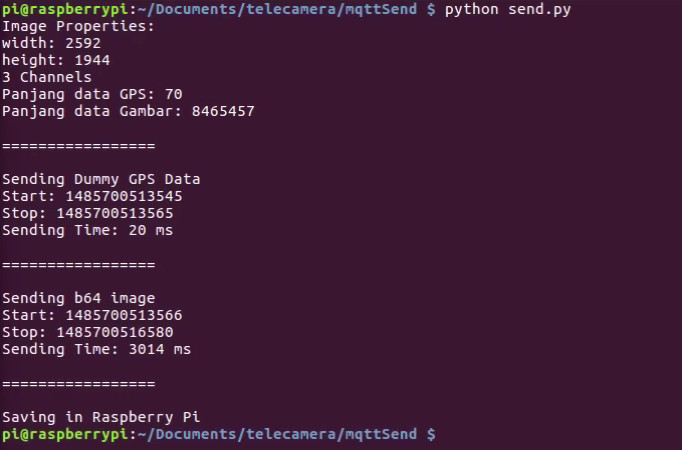 pi@raspberrypi:~/Documents/telecamera/mqttSend $ python send.py
Image Properties:
width: 2592
height: 1944
3 Channels
Panjang data GPS: 70
Panjang data Gambar: 8465457
=================
Sending Dummy GPS Data
Start: 1485700513545
Stop: 1485700513565
Sending Time: 20 ms
=================
Sending b64 image
Start: 1485700513566
Stop: 1485700516580
Sending Time: 3014 ms
=================
Saving in Raspberry Pi
pi@raspberrypi:~/Documents/telecamera/mqttSend $